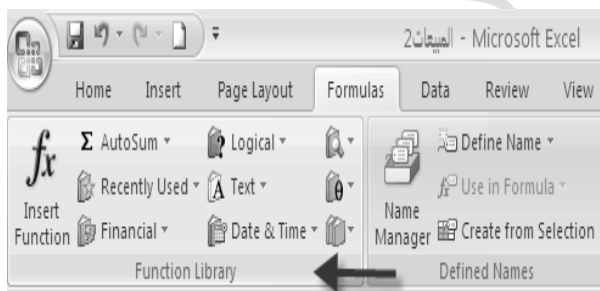 المبيعات2 - Microsoft Excel
Home Insert Page Layout Formulas Data Review View
fx Insert Function
Σ AutoSum
Recently Used
Financial
Logical
A Text
Date & Time
θ
Function Library
Name Manager
Define Name
Use in Formula
Create from Selection
Defined Names